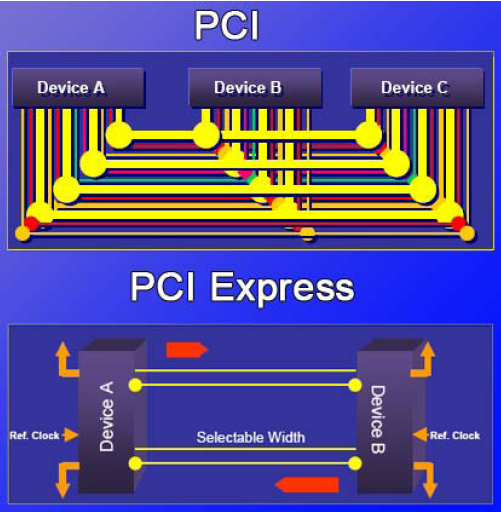 PCI
Device A
Device B
Device C
PCI Express
Device A
Device B
Ref. Clock
Selectable Width
Ref. Clock